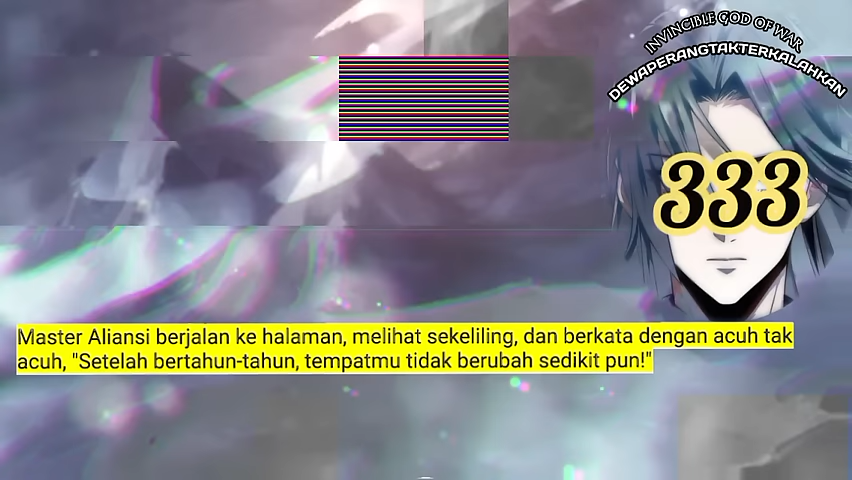 INVINCIBLE GOD OF WAR
DEWAPERANGTAKTERKALAHKAN
333
Master Aliansi berjalan ke halaman, melihat sekeliling, dan berkata dengan acuh tak
acuh, "Setelah bertahun-tahun, tempatmu tidak berubah sedikit pun!"